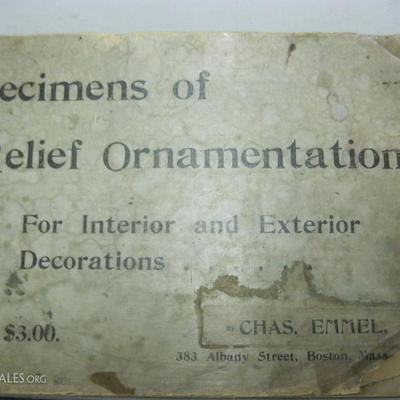 ecimens of
elief Ornamentation
For Interior and Exterior
Decorations . . . . .
$3.00.
By CHAS. EMMEL,
383 Albany Street, Boston, Mass
ALES.ORG